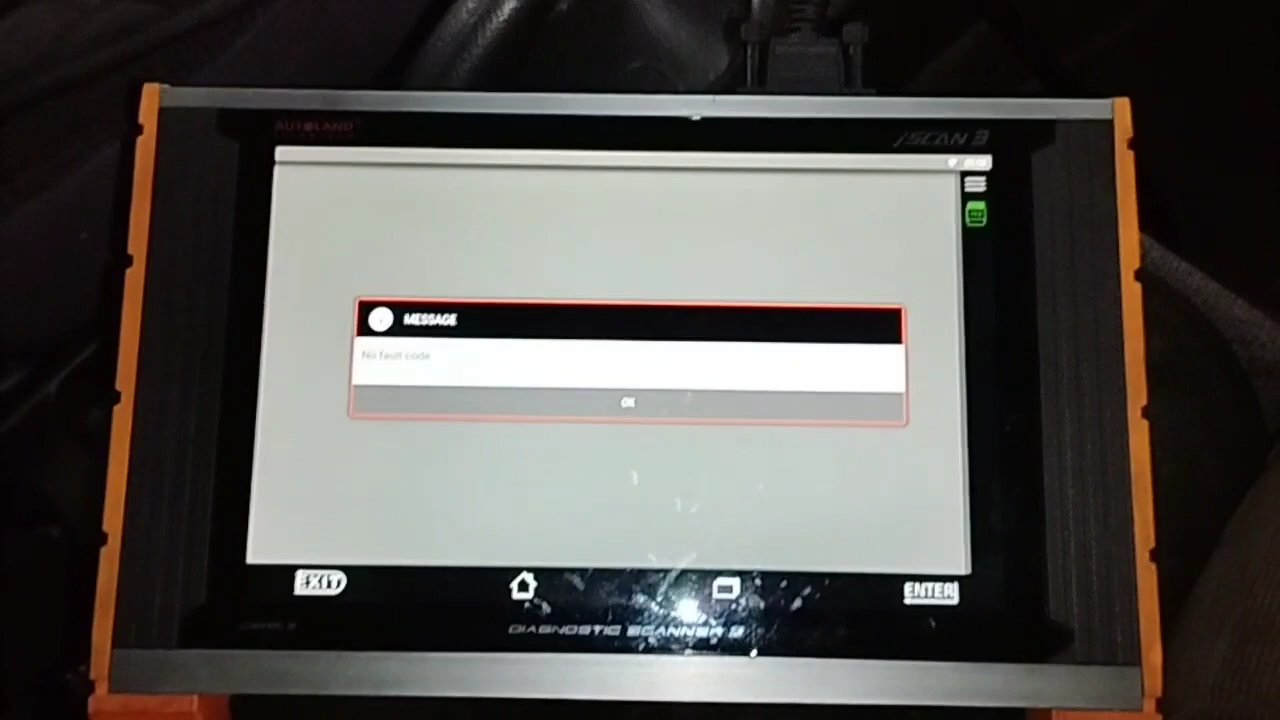 AUTOLAND
iSCAN 3
MESSAGE
No fault code
OK
EXIT
ENTER
DIAGNOSTIC SCANNER 3